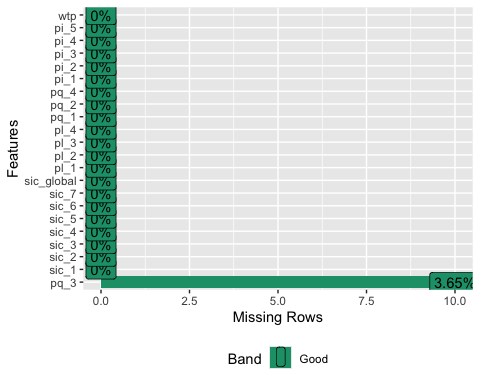 Features
wtp 0%
pi_5 0%
pi_4 0%
pi_3 0%
pi_2 0%
pi_1 0%
pq_4 0%
pq_2 0%
pq_1 0%
pl_4 0%
pl_3 0%
pl_2 0%
pl_1 0%
sic_global 0%
sic_7 0%
sic_6 0%
sic_5 0%
sic_4 0%
sic_3 0%
sic_2 0%
sic_1 0%
pq_3 3.65%
0.0 2.5 5.0 7.5 10.0
Missing Rows
Band Good